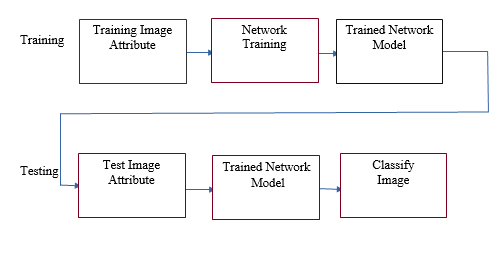 Training
Training Image
Attribute
Network
Training
Trained Network
Model
Testing
Test Image
Attribute
Trained Network
Model
Classify
Image